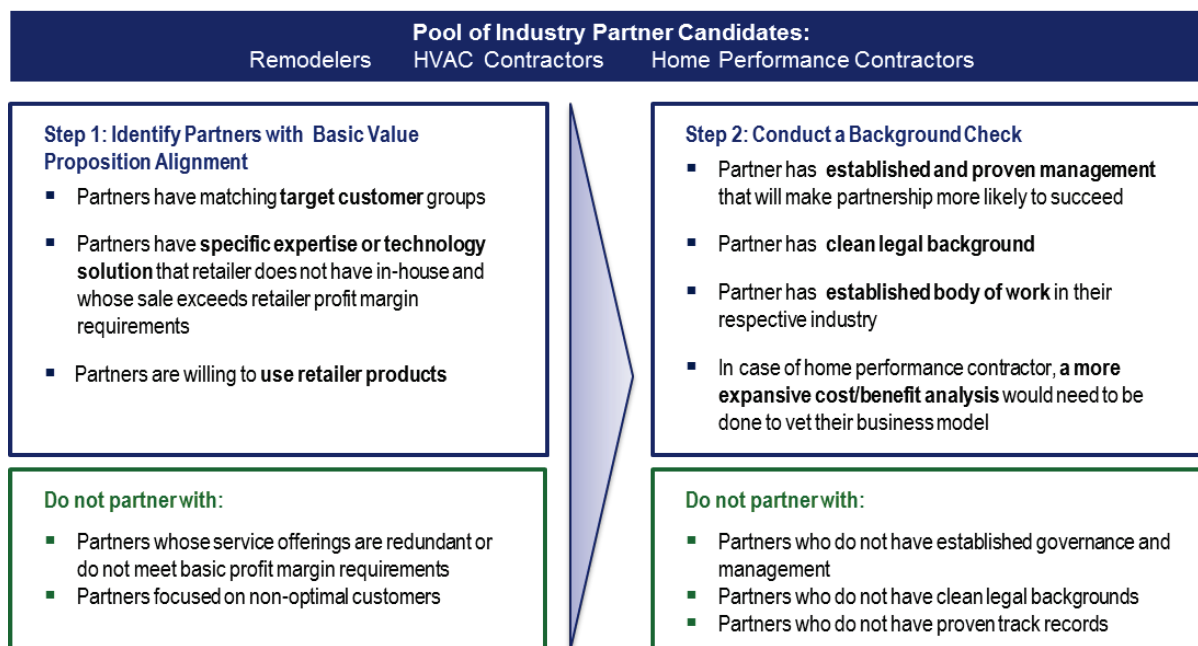 Pool of Industry Partner Candidates:
Remodelers HVAC Contractors Home Performance Contractors
Step 1: Identify Partners with Basic Value
Proposition Alignment
▪ Partners have matching target customer groups
▪ Partners have specific expertise or technology
solution that retailer does not have in-house and
whose sale exceeds retailer profit margin
requirements
▪ Partners are willing to use retailer products
Do not partner with:
▪ Partners whose service offerings are redundant or
do not meet basic profit margin requirements
▪ Partners focused on non-optimal customers
Step 2: Conduct a Background Check
▪ Partner has established and proven management
that will make partnership more likely to succeed
▪ Partner has clean legal background
▪ Partner has established body of work in their
respective industry
▪ In case of home performance contractor, a more
expansive cost/benefit analysis would need to be
done to vet their business model
Do not partner with:
▪ Partners who do not have established governance and
management
▪ Partners who do not have clean legal backgrounds
▪ Partners who do not have proven track records